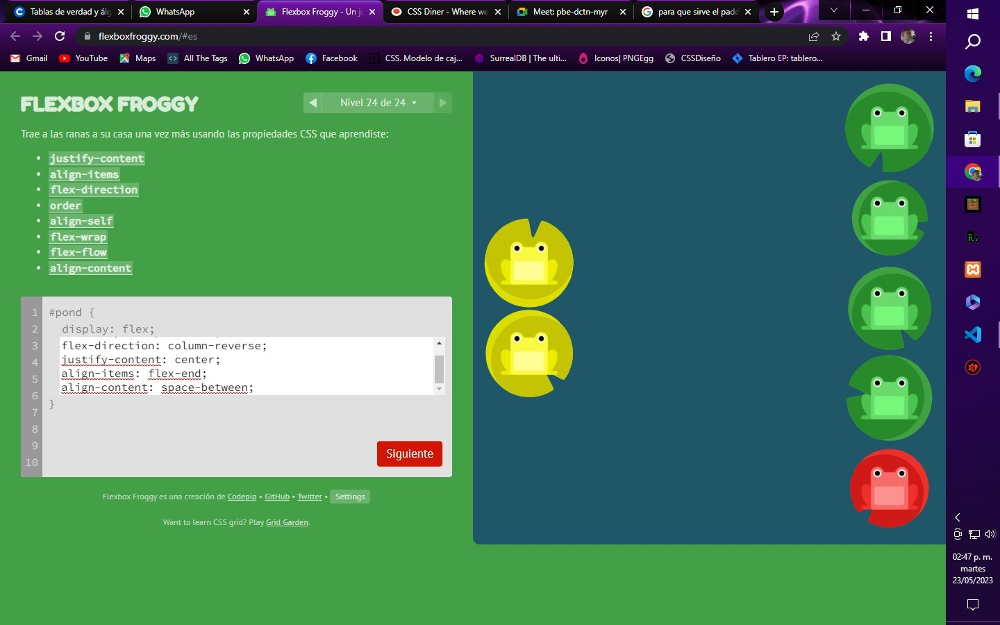 Tablas de verdad y álg
WhatsApp
Flexbox Froggy - Un ju
CSS Diner - Where we
Meet: pbe-dctn-myr
para que sirve el padd
flexboxfroggy.com/#es
Gmail
YouTube
Maps
All The Tags
WhatsApp
Facebook
CSS. Modelo de caj...
SurrealDB | The ulti...
Iconos| PNGEgg
CSSDiseño
Tablero EP: tablero...
FLEXBOX FROGGY
Nivel 24 de 24
Trae a las ranas a su casa una vez más usando las propiedades CSS que aprendiste:
justify-content
align-items
flex-direction
order
align-self
flex-wrap
flex-flow
align-content
1 #pond {
2 display: flex;
3 flex-direction: column-reverse;
4 justify-content: center;
5 align-items: flex-end;
6 align-content: space-between;
7 }
8
9
10
Siguiente
Flexbox Froggy es una creación de Codepip • GitHub • Twitter • Settings
Want to learn CSS grid? Play Grid Garden.
02:47 p. m.
martes
23/05/2023